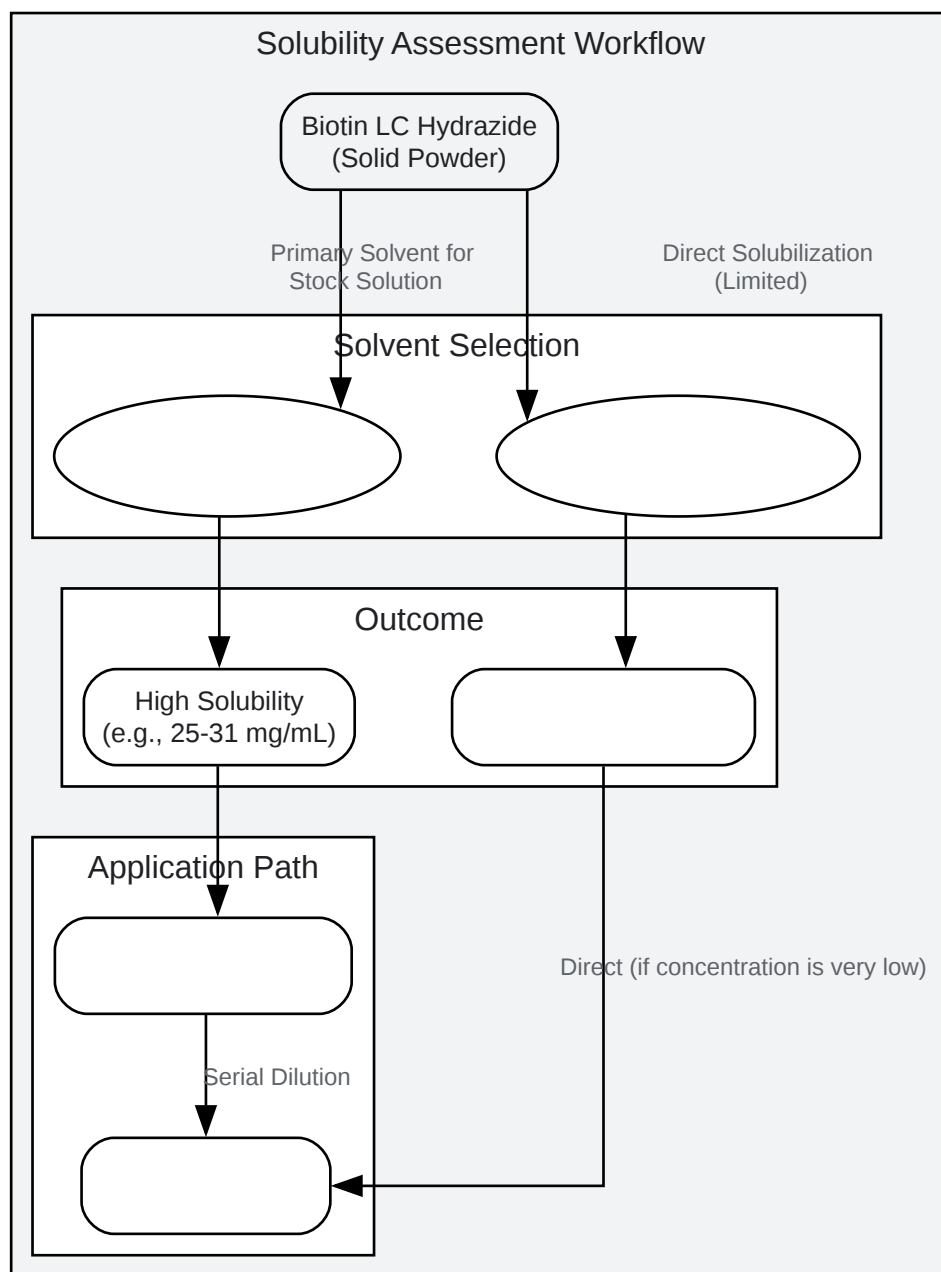 Solubility Assessment Workflow
Biotin LC Hydrazide
(Solid Powder)
Primary Solvent for
Stock Solution
Direct Solubilization
(Limited)
Solvent Selection
Outcome
High Solubility
(e.g., 25-31 mg/mL)
Application Path
Direct (if concentration is very low)
Serial Dilution